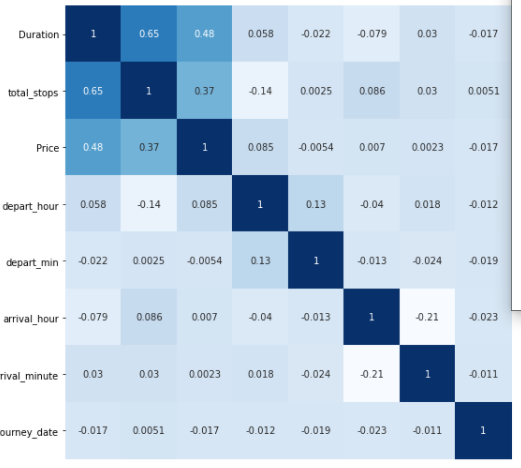 Duration 1 0.65 0.48 0.058 -0.022 -0.079 0.03 -0.017
total_stops 0.65 1 0.37 -0.14 0.0025 0.086 0.03 0.0051
Price 0.48 0.37 1 0.085 -0.0054 0.007 0.0023 -0.017
depart_hour 0.058 -0.14 0.085 1 0.13 -0.04 0.018 -0.012
depart_min -0.022 0.0025 -0.0054 0.13 1 -0.013 -0.024 -0.019
arrival_hour -0.079 0.086 0.007 -0.04 -0.013 1 -0.21 -0.023
rival_minute 0.03 0.03 0.0023 0.018 -0.024 -0.21 1 -0.011
ourney_date -0.017 0.0051 -0.017 -0.012 -0.019 -0.023 -0.011 1